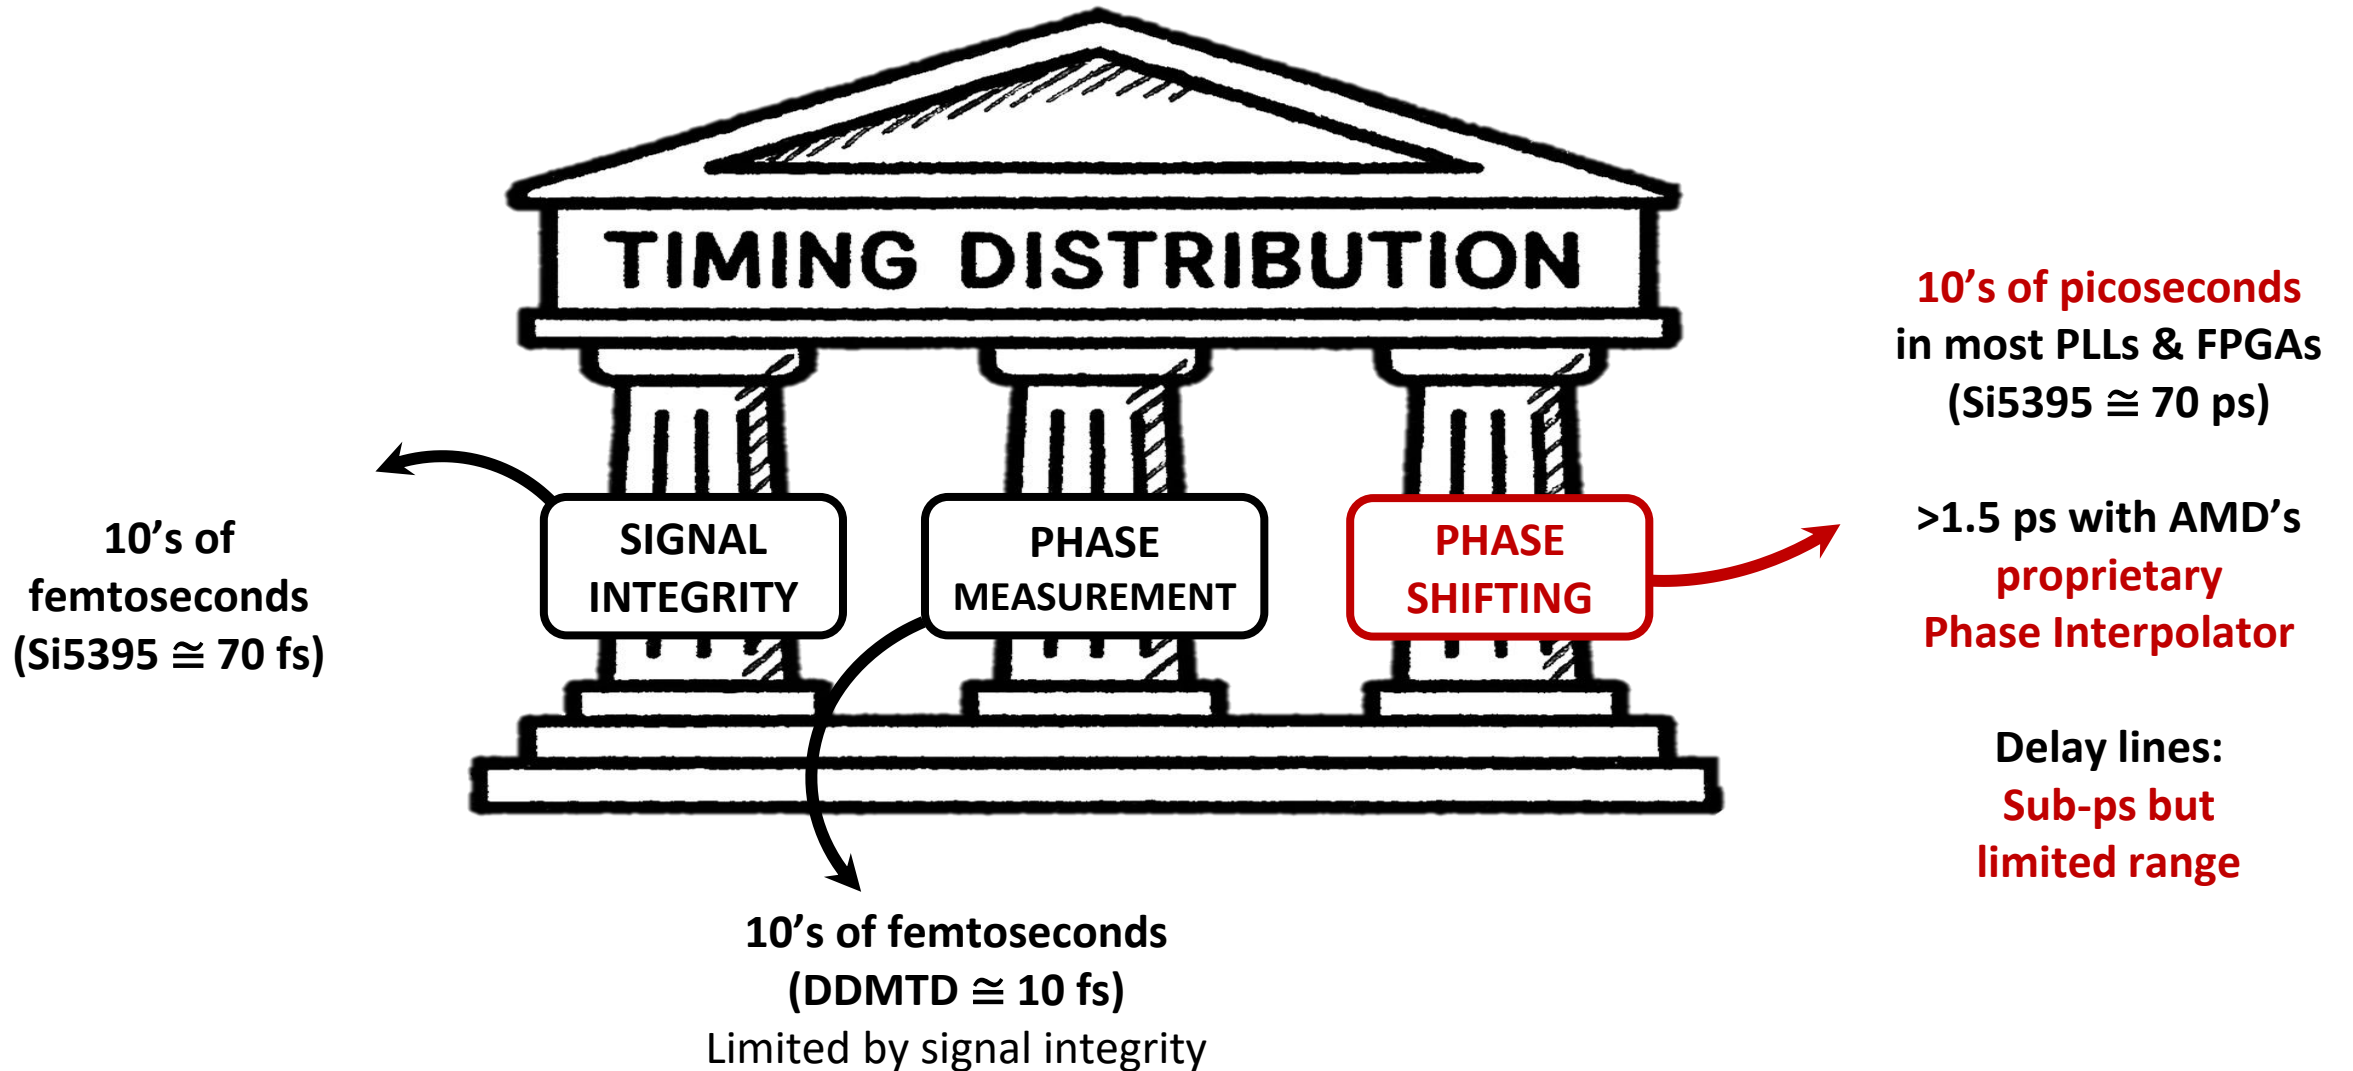 TIMING DISTRIBUTION
10’s of
femtoseconds
(Si5395 ≅ 70 fs)
SIGNAL
INTEGRITY
PHASE
MEASUREMENT
PHASE
SHIFTING
10’s of picoseconds
in most PLLs & FPGAs
(Si5395 ≅ 70 ps)
>1.5 ps with AMD’s
proprietary
Phase Interpolator
Delay lines:
Sub-ps but
limited range
10’s of femtoseconds
(DDMTD ≅ 10 fs)
Limited by signal integrity